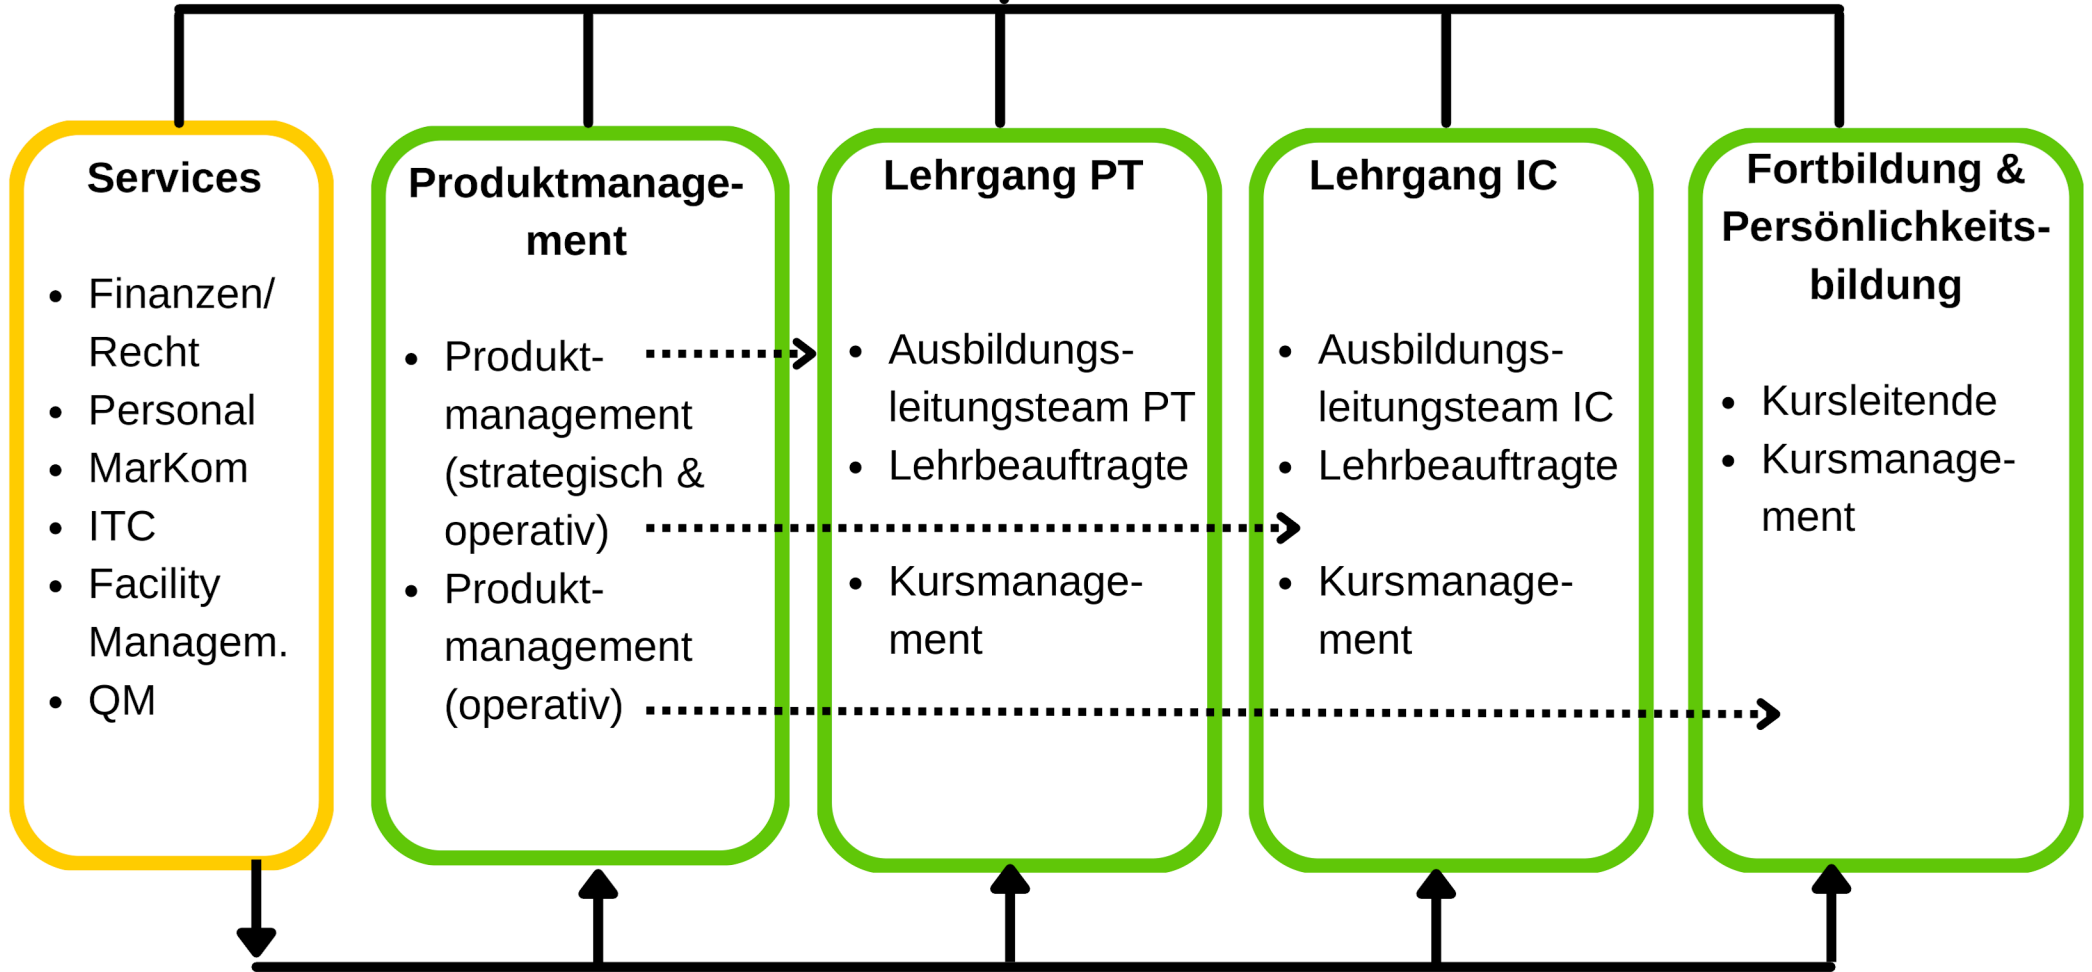 Services
Finanzen/
Recht
Personal
MarKom
ITC
Facility
Managem.
QM
Produktmanage-
ment
Produkt-
management
(strategisch &
operativ)
Produkt-
management
(operativ)
Lehrgang PT
Ausbildungs-
leitungsteam PT
Lehrbeauftragte
Kursmanage-
ment
Lehrgang IC
Ausbildungs-
leitungsteam IC
Lehrbeauftragte
Kursmanage-
ment
Fortbildung &
Persönlichkeits-
bildung
Kursleitende
Kursmanage-
ment